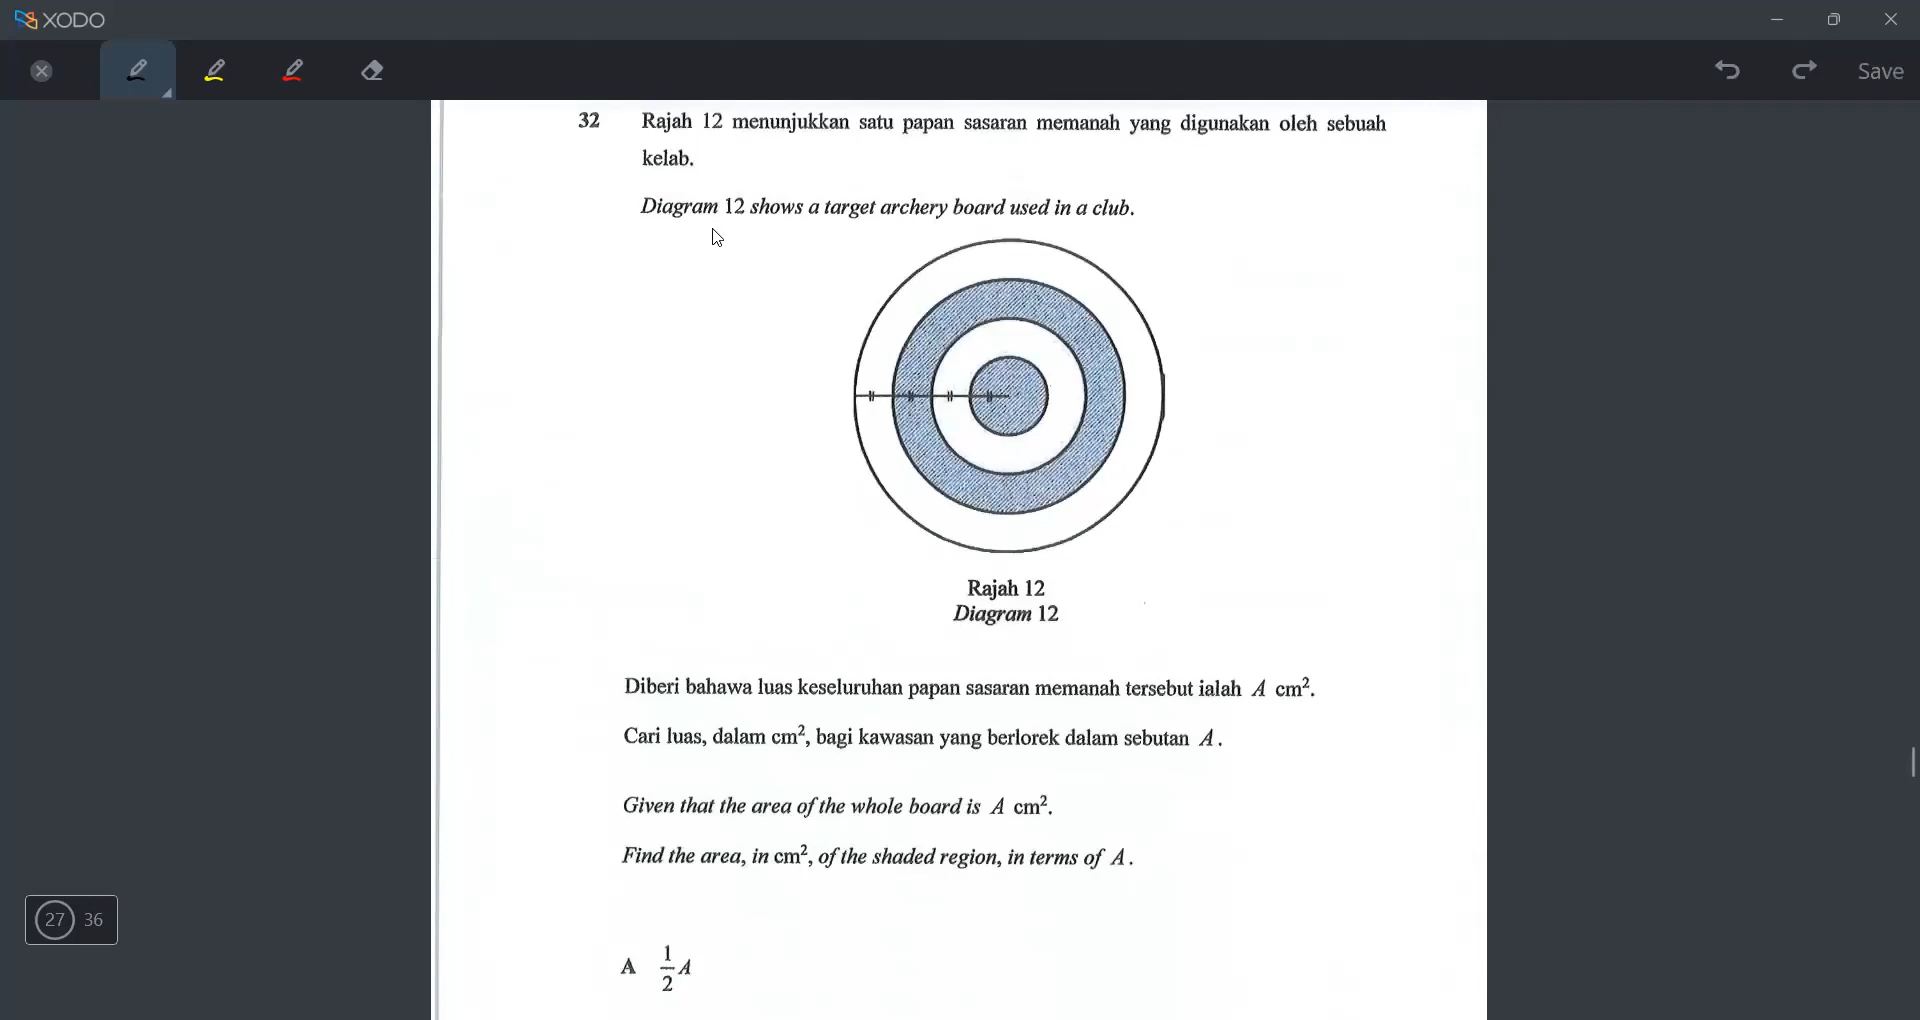 XODO
Save
32 Rajah 12 menunjukkan satu papan sasaran memanah yang digunakan oleh sebuah
kelab.
Diagram 12 shows a target archery board used in a club.
Rajah 12
Diagram 12
Diberi bahawa luas keseluruhan papan sasaran memanah tersebut ialah A cm².
Cari luas, dalam cm², bagi kawasan yang berlorek dalam sebutan A.
Given that the area of the whole board is A cm².
Find the area, in cm², of the shaded region, in terms of A.
27 36
A 1/2 A